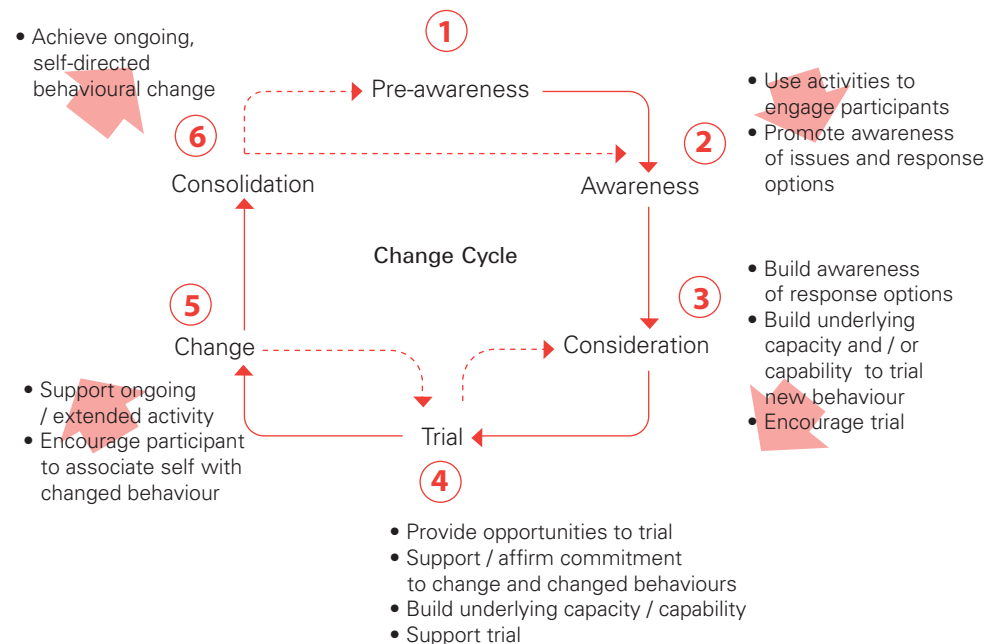 1
• Achieve ongoing,
self-directed
behavioural change
Pre-awareness
• Use activities to
engage participants
• Promote awareness
of issues and response
options
6
2
Consolidation
Awareness
Change Cycle
• Build awareness
of response options
• Build underlying
capacity and / or
capability to trial
new behaviour
• Encourage trial
5
3
Change
Consideration
• Support ongoing
/ extended activity
• Encourage participant
to associate self with
changed behaviour
Trial
4
• Provide opportunities to trial
• Support / affirm commitment
to change and changed behaviours
• Build underlying capacity / capability
• Support trial